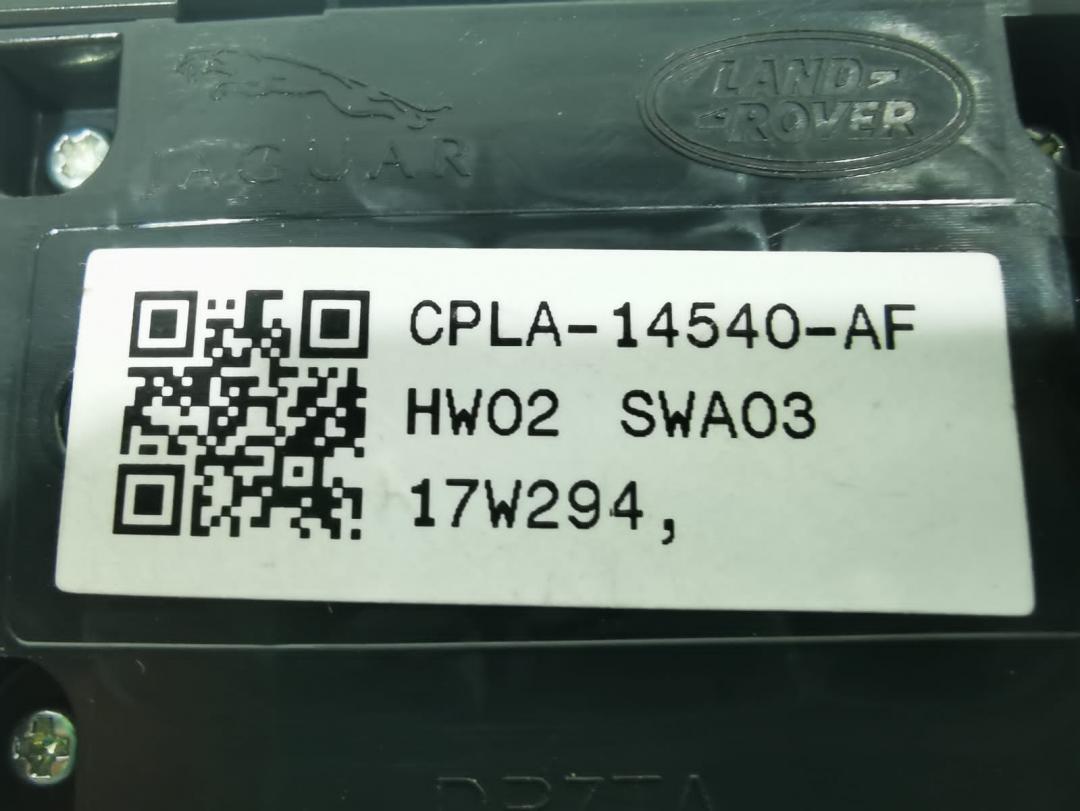 JAGUAR
LAND
ROVER
CPLA-14540-AF
HW02 SWA03
17W294,